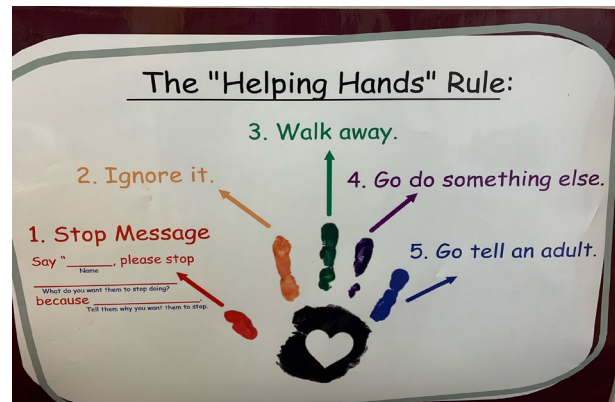 The "Helping Hands" Rule:
3. Walk away.
2. Ignore it.
4. Go do something else.
1. Stop Message
Say "______, please stop
Name
____________________
What do you want them to stop doing?
because ______________.
Tell them why you want them to stop.
5. Go tell an adult.